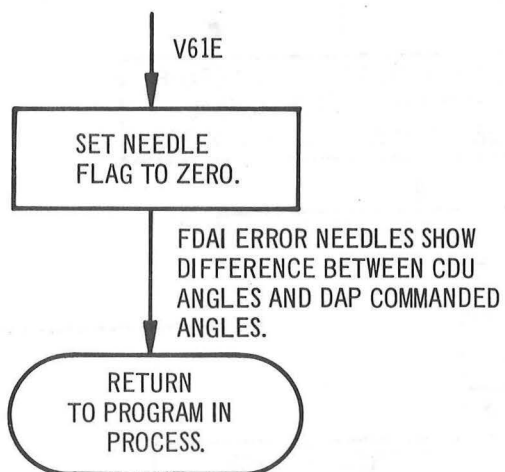 V61E
SET NEEDLE
FLAG TO ZERO.
FDAI ERROR NEEDLES SHOW
DIFFERENCE BETWEEN CDU
ANGLES AND DAP COMMANDED
ANGLES.
RETURN
TO PROGRAM IN
PROCESS.